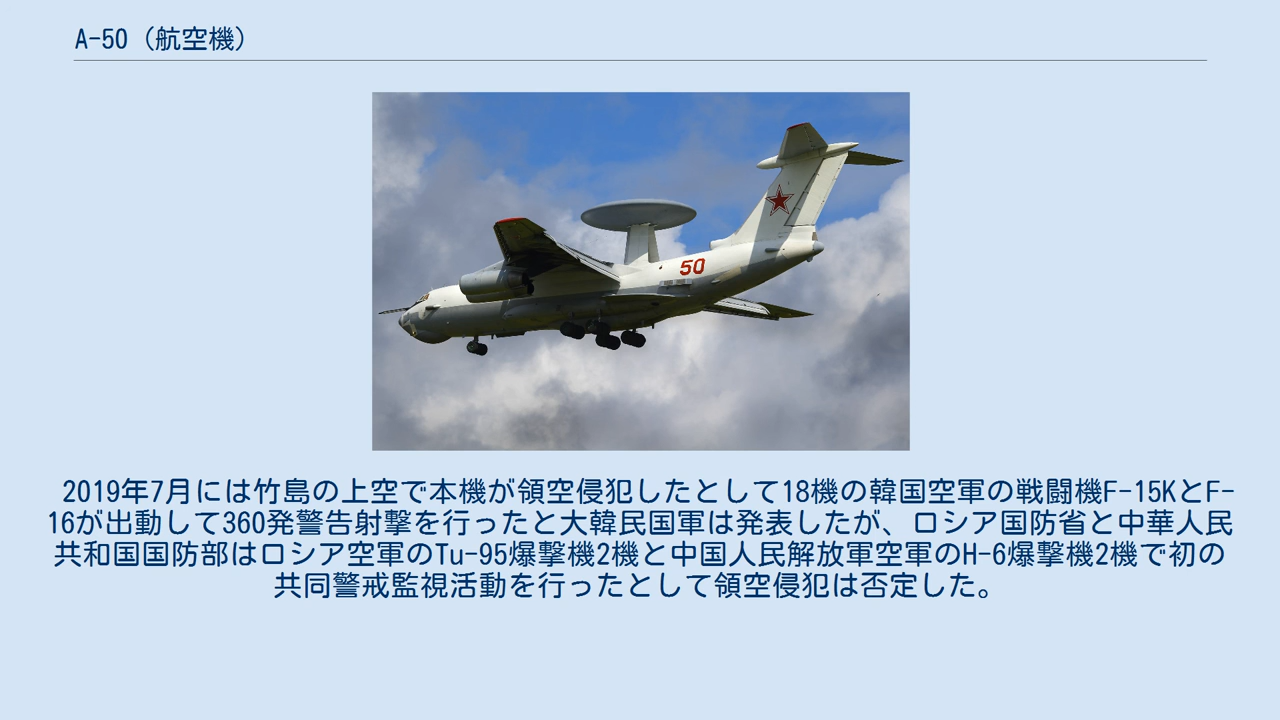 A-50（航空機）
50
2019年7月には竹島の上空で本機が領空侵犯したとして18機の韓国空軍の戦闘機F-15KとF-
16が出動して360発警告射撃を行ったと大韓民国軍は発表したが、ロシア国防省と中華人民
共和国国防部はロシア空軍のTu-95爆撃機2機と中国人民解放軍空軍のH-6爆撃機2機で初の
共同警戒監視活動を行ったとして領空侵犯は否定した。